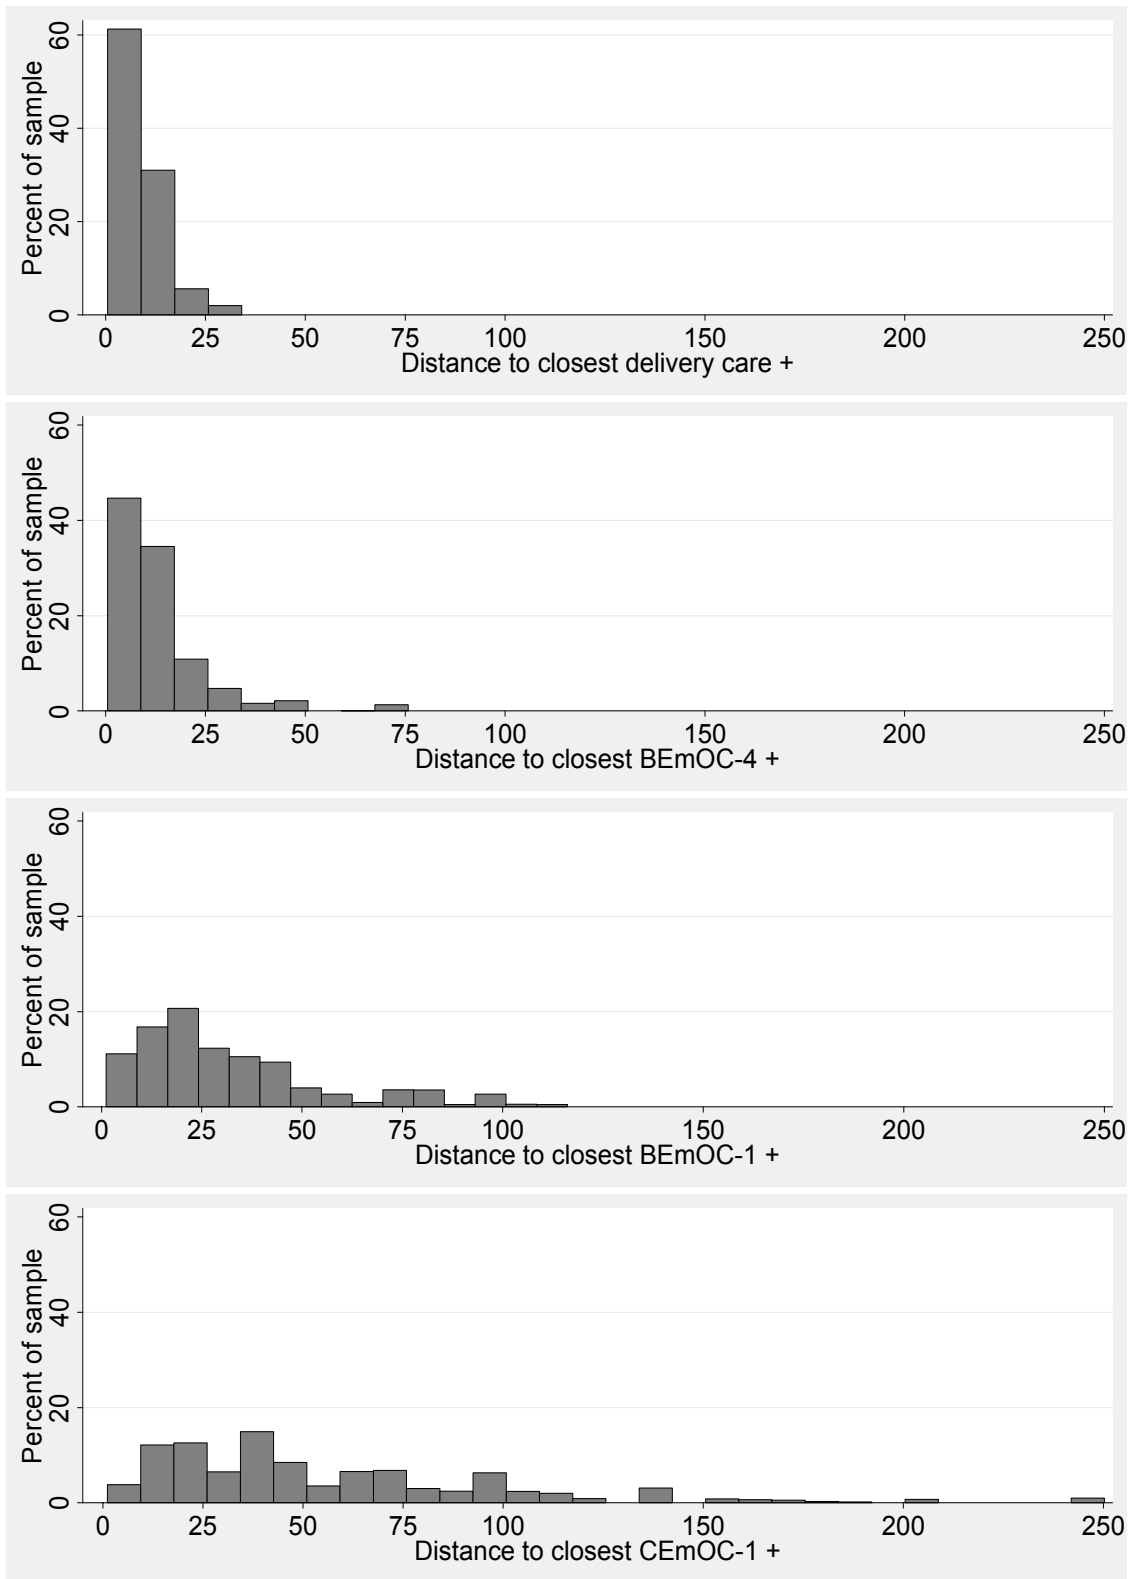 Percent of sample
60
40
20
0
0 25 50 75 100 150 200 250
Distance to closest delivery care +
Percent of sample
60
40
20
0
0 25 50 75 100 150 200 250
Distance to closest BEmOC-4 +
Percent of sample
60
40
20
0
0 25 50 75 100 150 200 250
Distance to closest BEmOC-1 +
Percent of sample
60
40
20
0
0 25 50 75 100 150 200 250
Distance to closest CEmOC-1 +